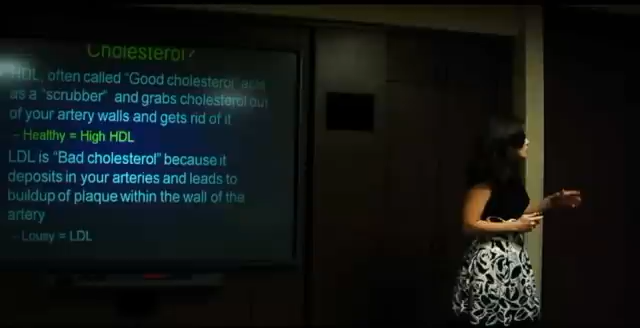 Cholesterol?
HDL, often called "Good cholesterol" acts
as a "scrubber" and grabs cholesterol out
of your artery walls and gets rid of it
– Healthy = High HDL
LDL is "Bad cholesterol" because it
deposits in your arteries and leads to
buildup of plaque within the wall of the
artery
– Lousy = LDL